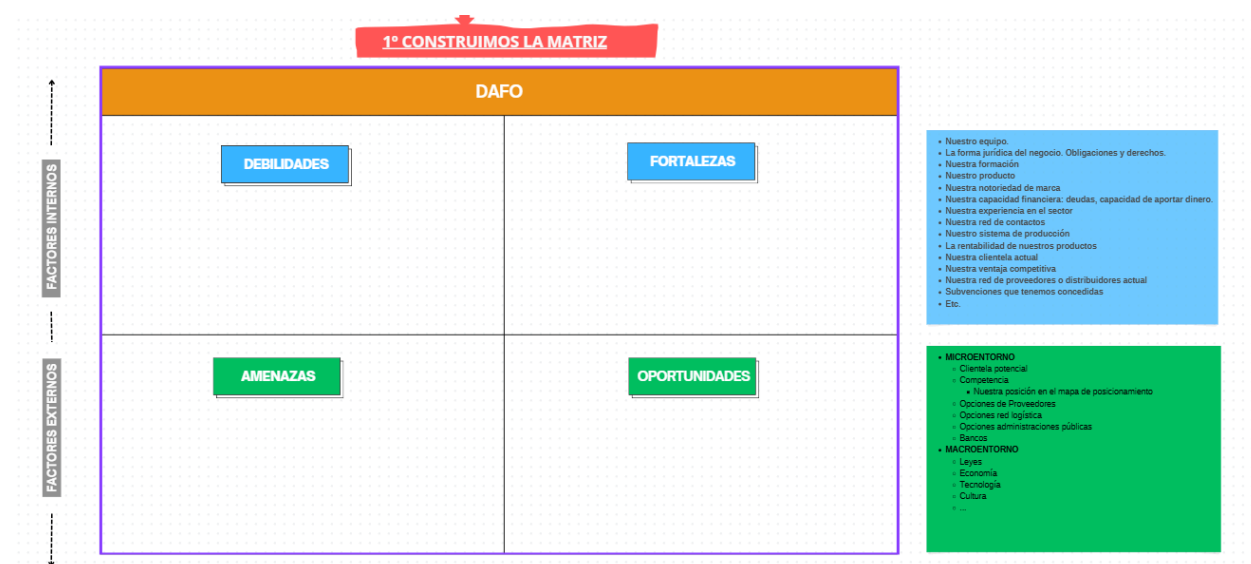 1º CONSTRUIMOS LA MATRIZ
DAFO
FACTORES INTERNOS
DEBILIDADES
FORTALEZAS
• Nuestro equipo.
• La forma jurídica del negocio. Obligaciones y derechos.
• Nuestra formación
• Nuestro producto
• Nuestra notoriedad de marca
• Nuestra capacidad financiera: deudas, capacidad de aportar dinero.
• Nuestra experiencia en el sector
• Nuestra red de contactos
• Nuestro sistema de producción
• La rentabilidad de nuestros productos
• Nuestra clientela actual
• Nuestra ventaja competitiva
• Nuestra red de proveedores o distribuidores actual
• Subvenciones que tenemos concedidas
• Etc.
FACTORES EXTERNOS
AMENAZAS
OPORTUNIDADES
• MICROENTORNO
◦ Clientela potencial
◦ Competencia
▪ Nuestra posición en el mapa de posicionamiento
◦ Opciones de Proveedores
◦ Opciones red logística
◦ Opciones administraciones públicas
◦ Bancos
• MACROENTORNO
◦ Leyes
◦ Economía
◦ Tecnología
◦ Cultura
◦ ...